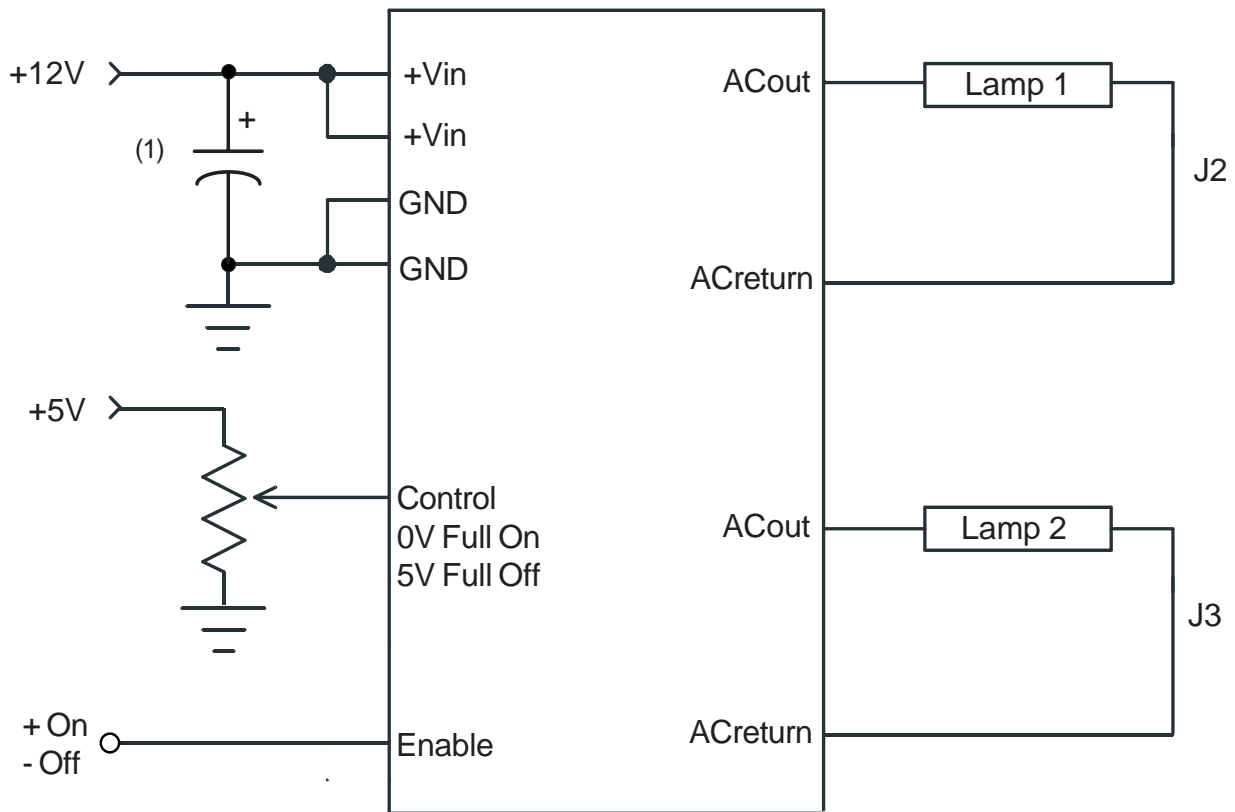 +12V
+
(1)
+Vin
+Vin
GND
GND
+5V
Control
0V Full On
5V Full Off
+ On
- Off
Enable
ACout
Lamp 1
J2
ACreturn
ACout
Lamp 2
J3
ACreturn